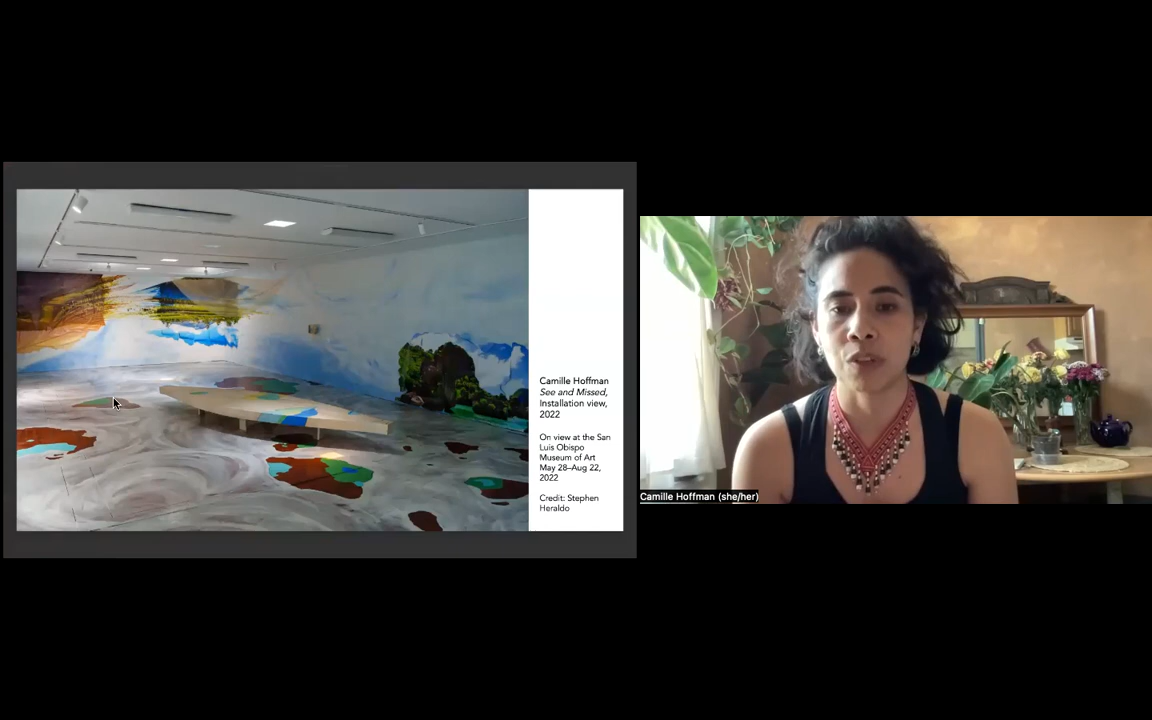 Camille Hoffman
See and Missed,
Installation view,
2022
On view at the San
Luis Obispo
Museum of Art
May 28–Aug 22,
2022
Credit: Stephen
Heraldo
Camille Hoffman (she/her)